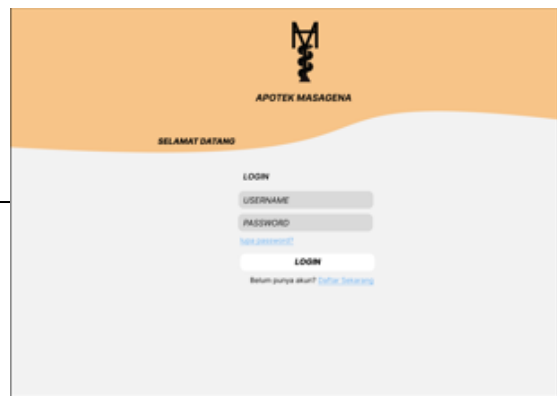 APOTEK MASAGENA
SELAMAT DATANG
LOGIN
USERNAME
PASSWORD
lupa password?
LOGIN
Belum punya akun? Daftar Sekarang